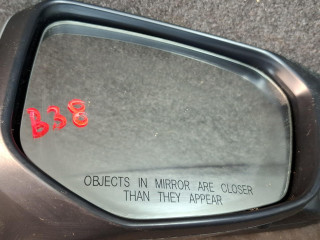 B38
OBJECTS IN MIRROR ARE CLOSER
THAN THEY APPEAR